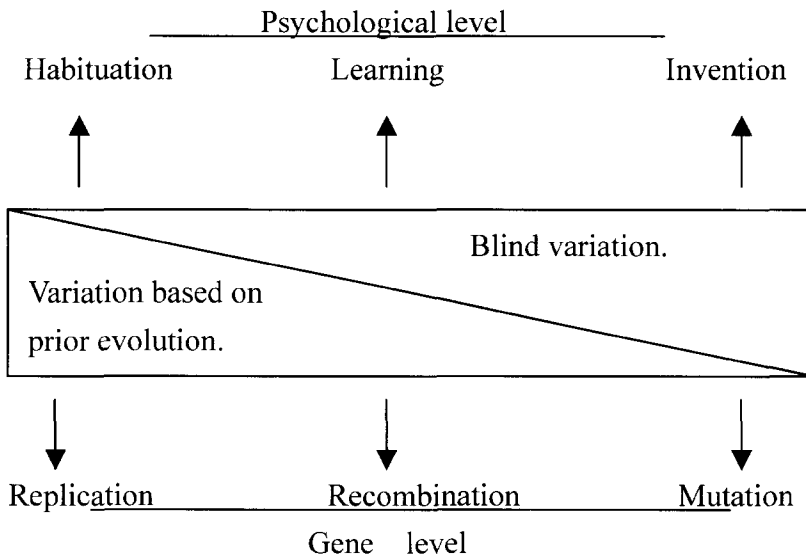 Psychological level
Habituation Learning Invention
Blind variation.
Variation based on
prior evolution.
Replication Recombination Mutation
Gene level